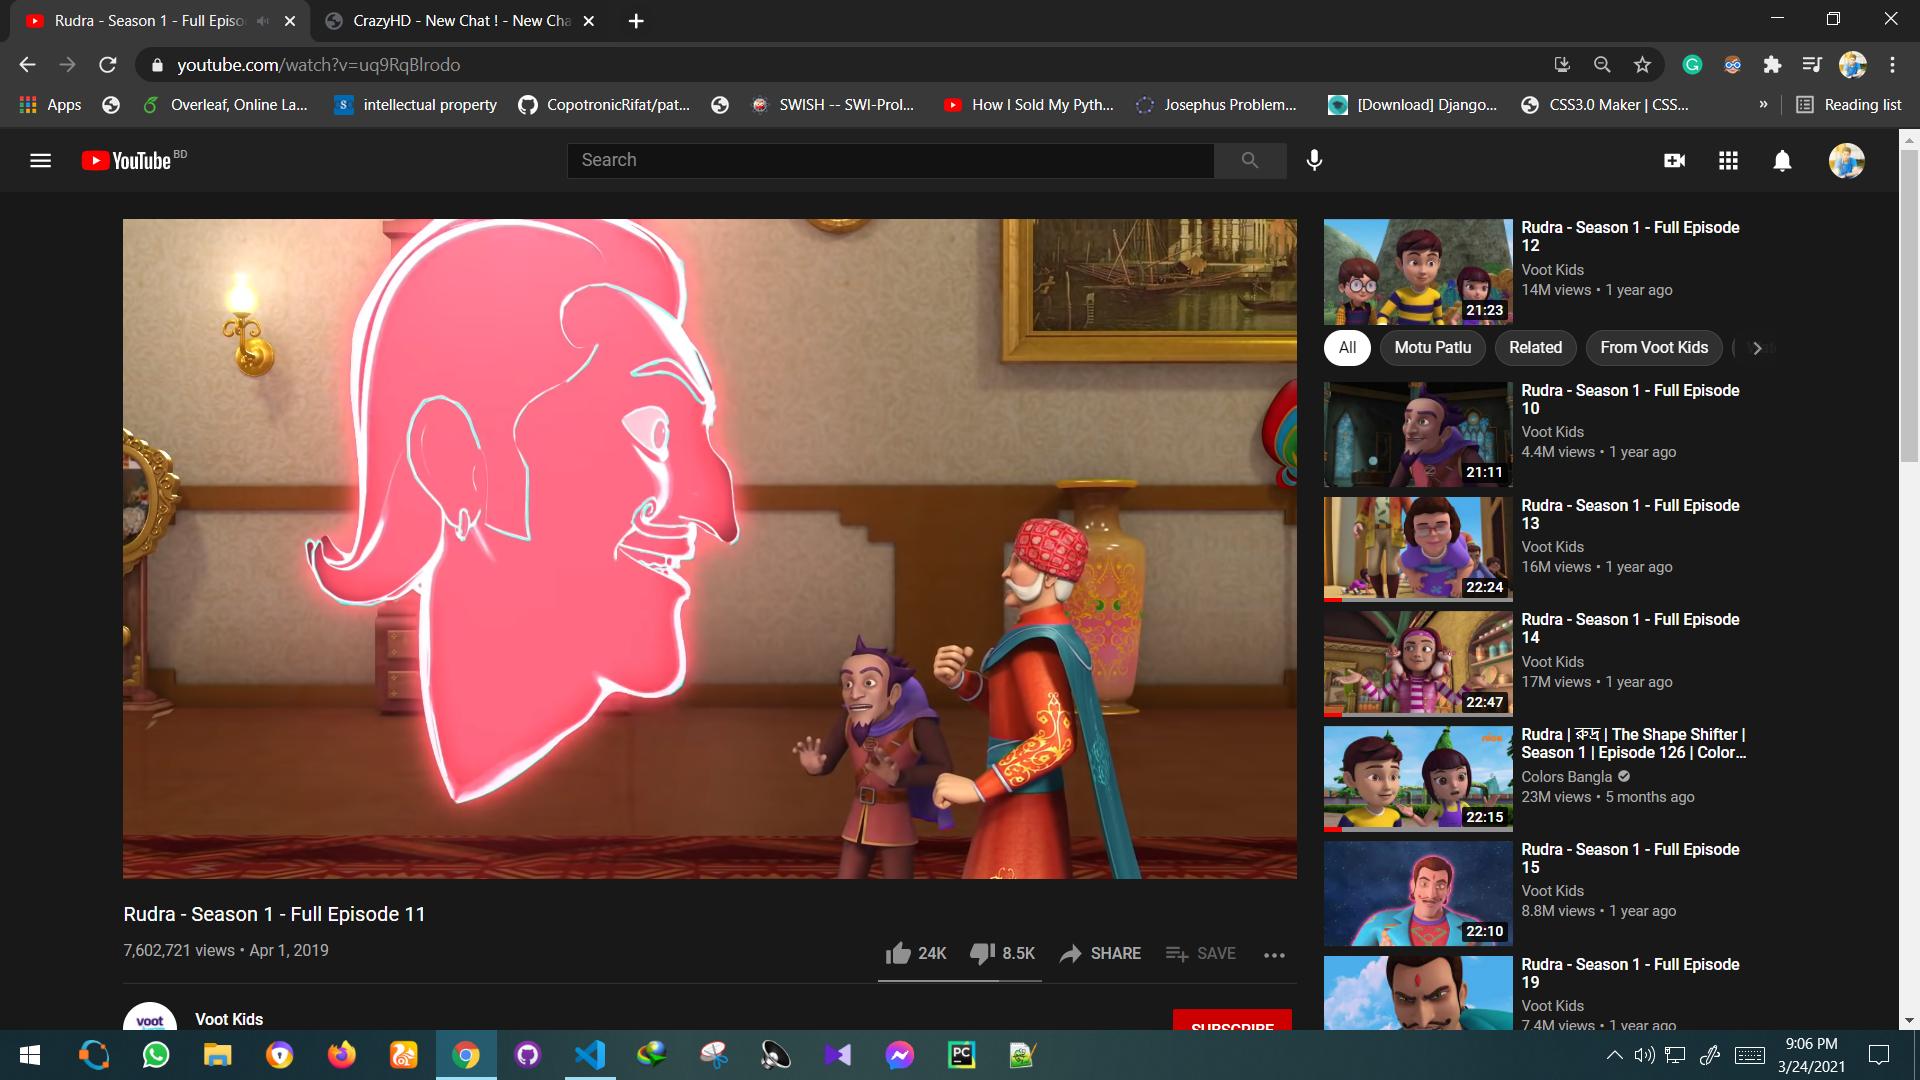 Rudra - Season 1 - Full Episo
CrazyHD - New Chat ! - New Cha
youtube.com/watch?v=uq9RqBlrodo
Apps
Overleaf, Online La...
intellectual property
CopotronicRifat/pat...
SWISH -- SWI-Prol...
How I Sold My Pyth...
Josephus Problem...
[Download] Django...
CSS3.0 Maker | CSS...
»
Reading list
YouTube BD
Search
Rudra - Season 1 - Full Episode
12
Voot Kids
14M views • 1 year ago
21:23
All
Motu Patlu
Related
From Voot Kids
Rudra - Season 1 - Full Episode
10
Voot Kids
4.4M views • 1 year ago
21:11
Rudra - Season 1 - Full Episode
13
Voot Kids
16M views • 1 year ago
22:24
Rudra - Season 1 - Full Episode
14
Voot Kids
17M views • 1 year ago
22:47
Rudra | রুদ্র | The Shape Shifter |
Season 1 | Episode 126 | Color...
Colors Bangla
23M views • 5 months ago
nick
22:15
Rudra - Season 1 - Full Episode
15
Voot Kids
8.8M views • 1 year ago
22:10
Rudra - Season 1 - Full Episode
19
Voot Kids
7.4M views • 1 year ago
Rudra - Season 1 - Full Episode 11
7,602,721 views • Apr 1, 2019
24K
8.5K
SHARE
SAVE
voot
Voot Kids
SUBSCRIBE
PC
9:06 PM
3/24/2021